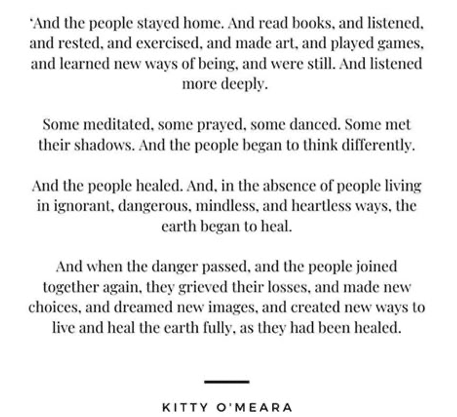 ‘And the people stayed home. And read books, and listened,
and rested, and exercised, and made art, and played games,
and learned new ways of being, and were still. And listened
more deeply.
Some meditated, some prayed, some danced. Some met
their shadows. And the people began to think differently.
And the people healed. And, in the absence of people living
in ignorant, dangerous, mindless, and heartless ways, the
earth began to heal.
And when the danger passed, and the people joined
together again, they grieved their losses, and made new
choices, and dreamed new images, and created new ways to
live and heal the earth fully, as they had been healed.
KITTY O'MEARA